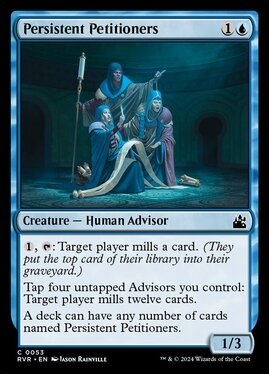 Persistent Petitioners 1
Creature — Human Advisor
1, : Target player mills a card. (They
put the top card of their library into their
graveyard.)
Tap four untapped Advisors you control:
Target player mills twelve cards.
A deck can have any number of cards
named Persistent Petitioners.
1/3
C 0053
RVR • EN JASON RAINVILLE
™ & © 2024 Wizards of the Coast